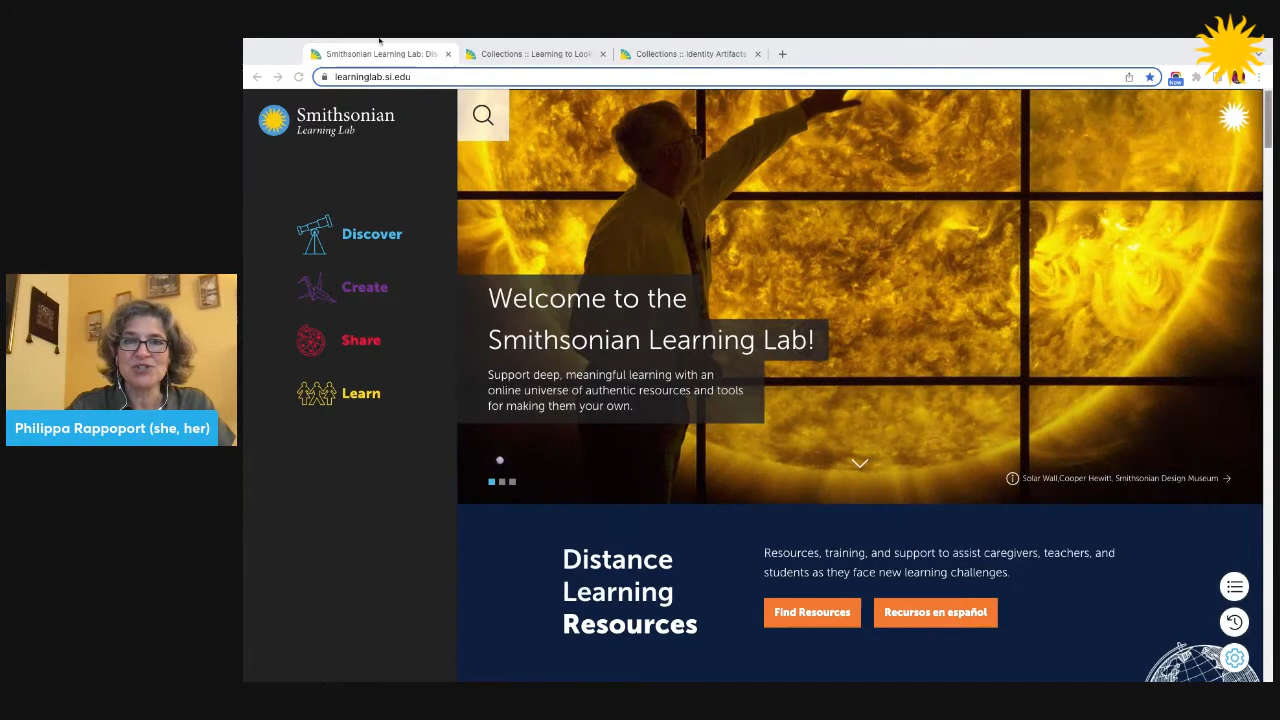 Smithsonian Learning Lab: Dis
Collections :: Learning to Look
Collections :: Identity Artifacts
learninglab.si.edu
New
Smithsonian
Learning Lab
Discover
Create
Share
Learn
Welcome to the
Smithsonian Learning Lab!
Support deep, meaningful learning with an
online universe of authentic resources and tools
for making them your own.
Solar Wall,Cooper Hewitt, Smithsonian Design Museum
Philippa Rappoport (she, her)
Distance
Learning
Resources
Resources, training, and support to assist caregivers, teachers, and
students as they face new learning challenges.
Find Resources
Recursos en español